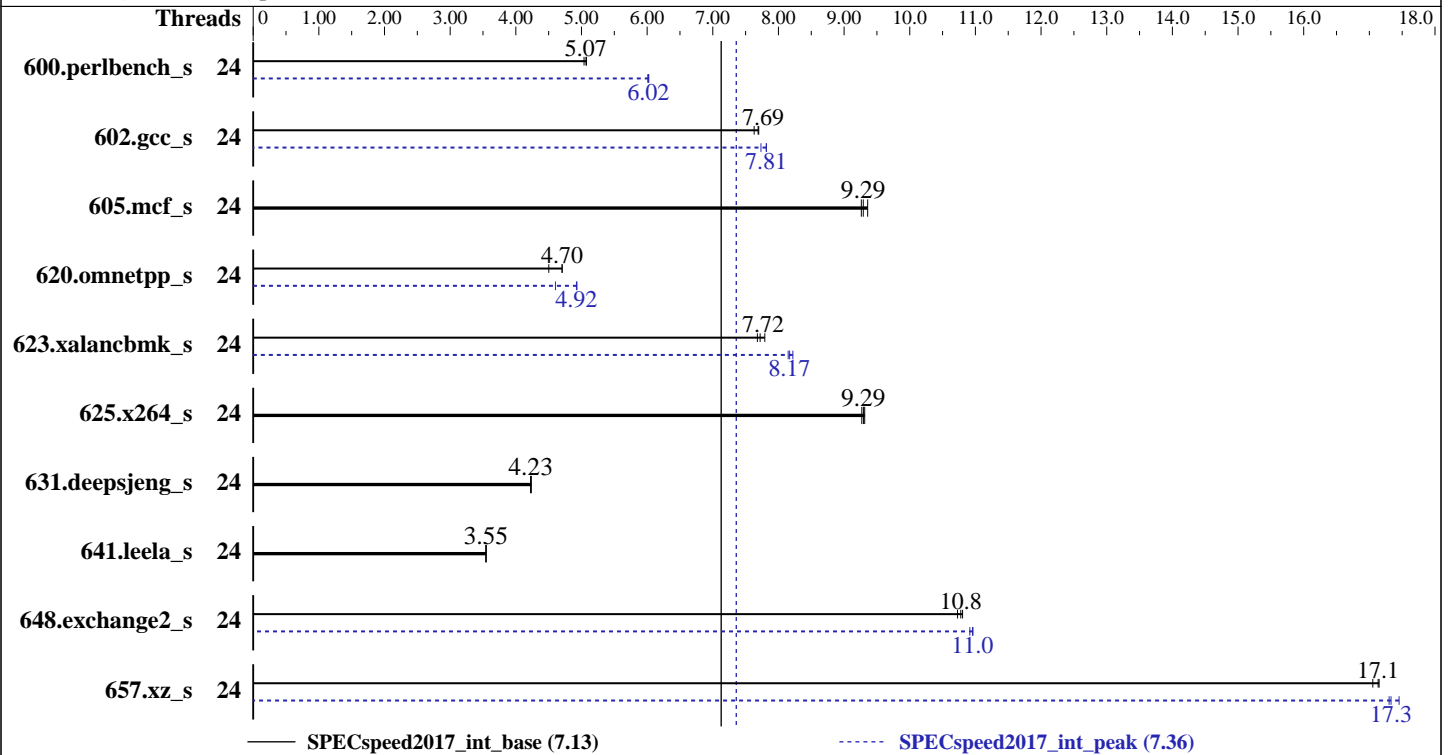 Threads 0 1.00 2.00 3.00 4.00 5.00 6.00 7.00 8.00 9.00 10.0 11.0 12.0 13.0 14.0 15.0 16.0 18.0
5.07
600.perlbench_s 24
6.02
7.69
602.gcc_s 24
7.81
9.29
605.mcf_s 24
4.70
620.omnetpp_s 24
4.92
7.72
623.xalancbmk_s 24
8.17
9.29
625.x264_s 24
4.23
631.deepsjeng_s 24
3.55
641.leela_s 24
10.8
648.exchange2_s 24
11.0
17.1
657.xz_s 24
17.3
SPECspeed2017_int_base (7.13) SPECspeed2017_int_peak (7.36)